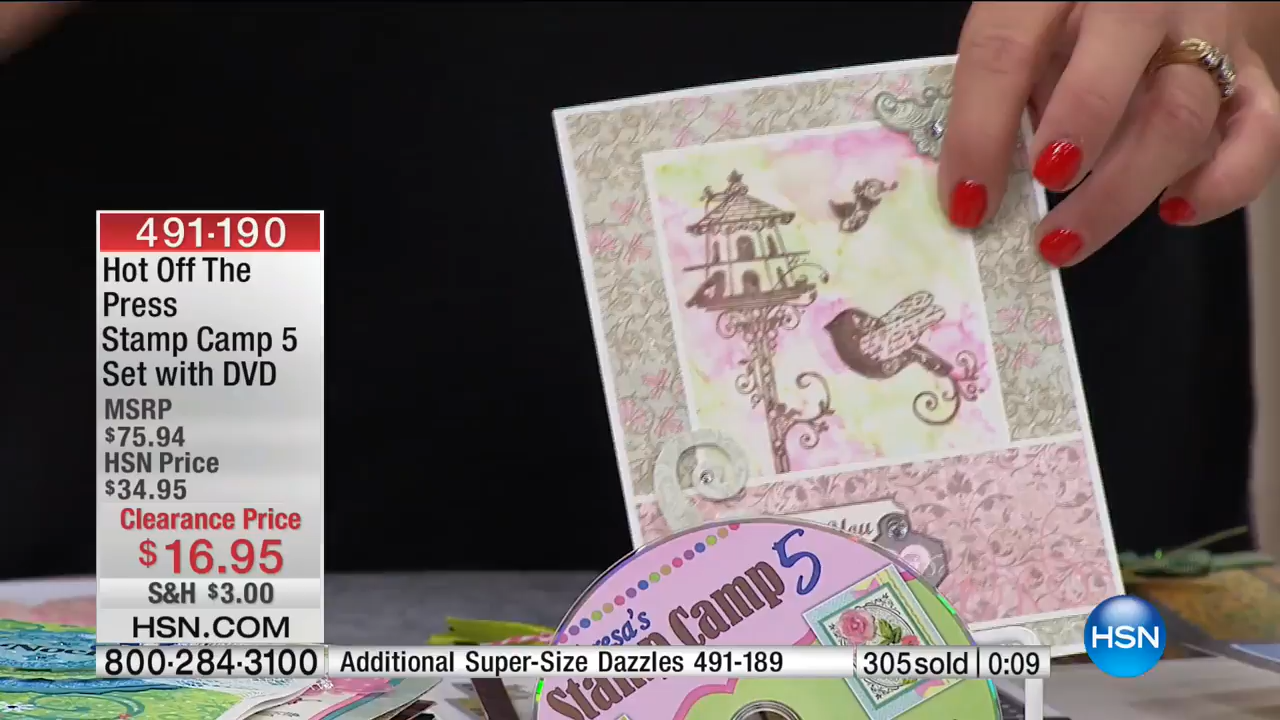 491-190
Hot Off The
Press
Stamp Camp 5
Set with DVD
MSRP
$75.94
HSN Price
$34.95
Clearance Price
$16.95
S&H $3.00
HSN.COM
800-284-3100
Additional Super-Size Dazzles 491-189
305 sold
0:09
HSN
You
Stamp Camp 5